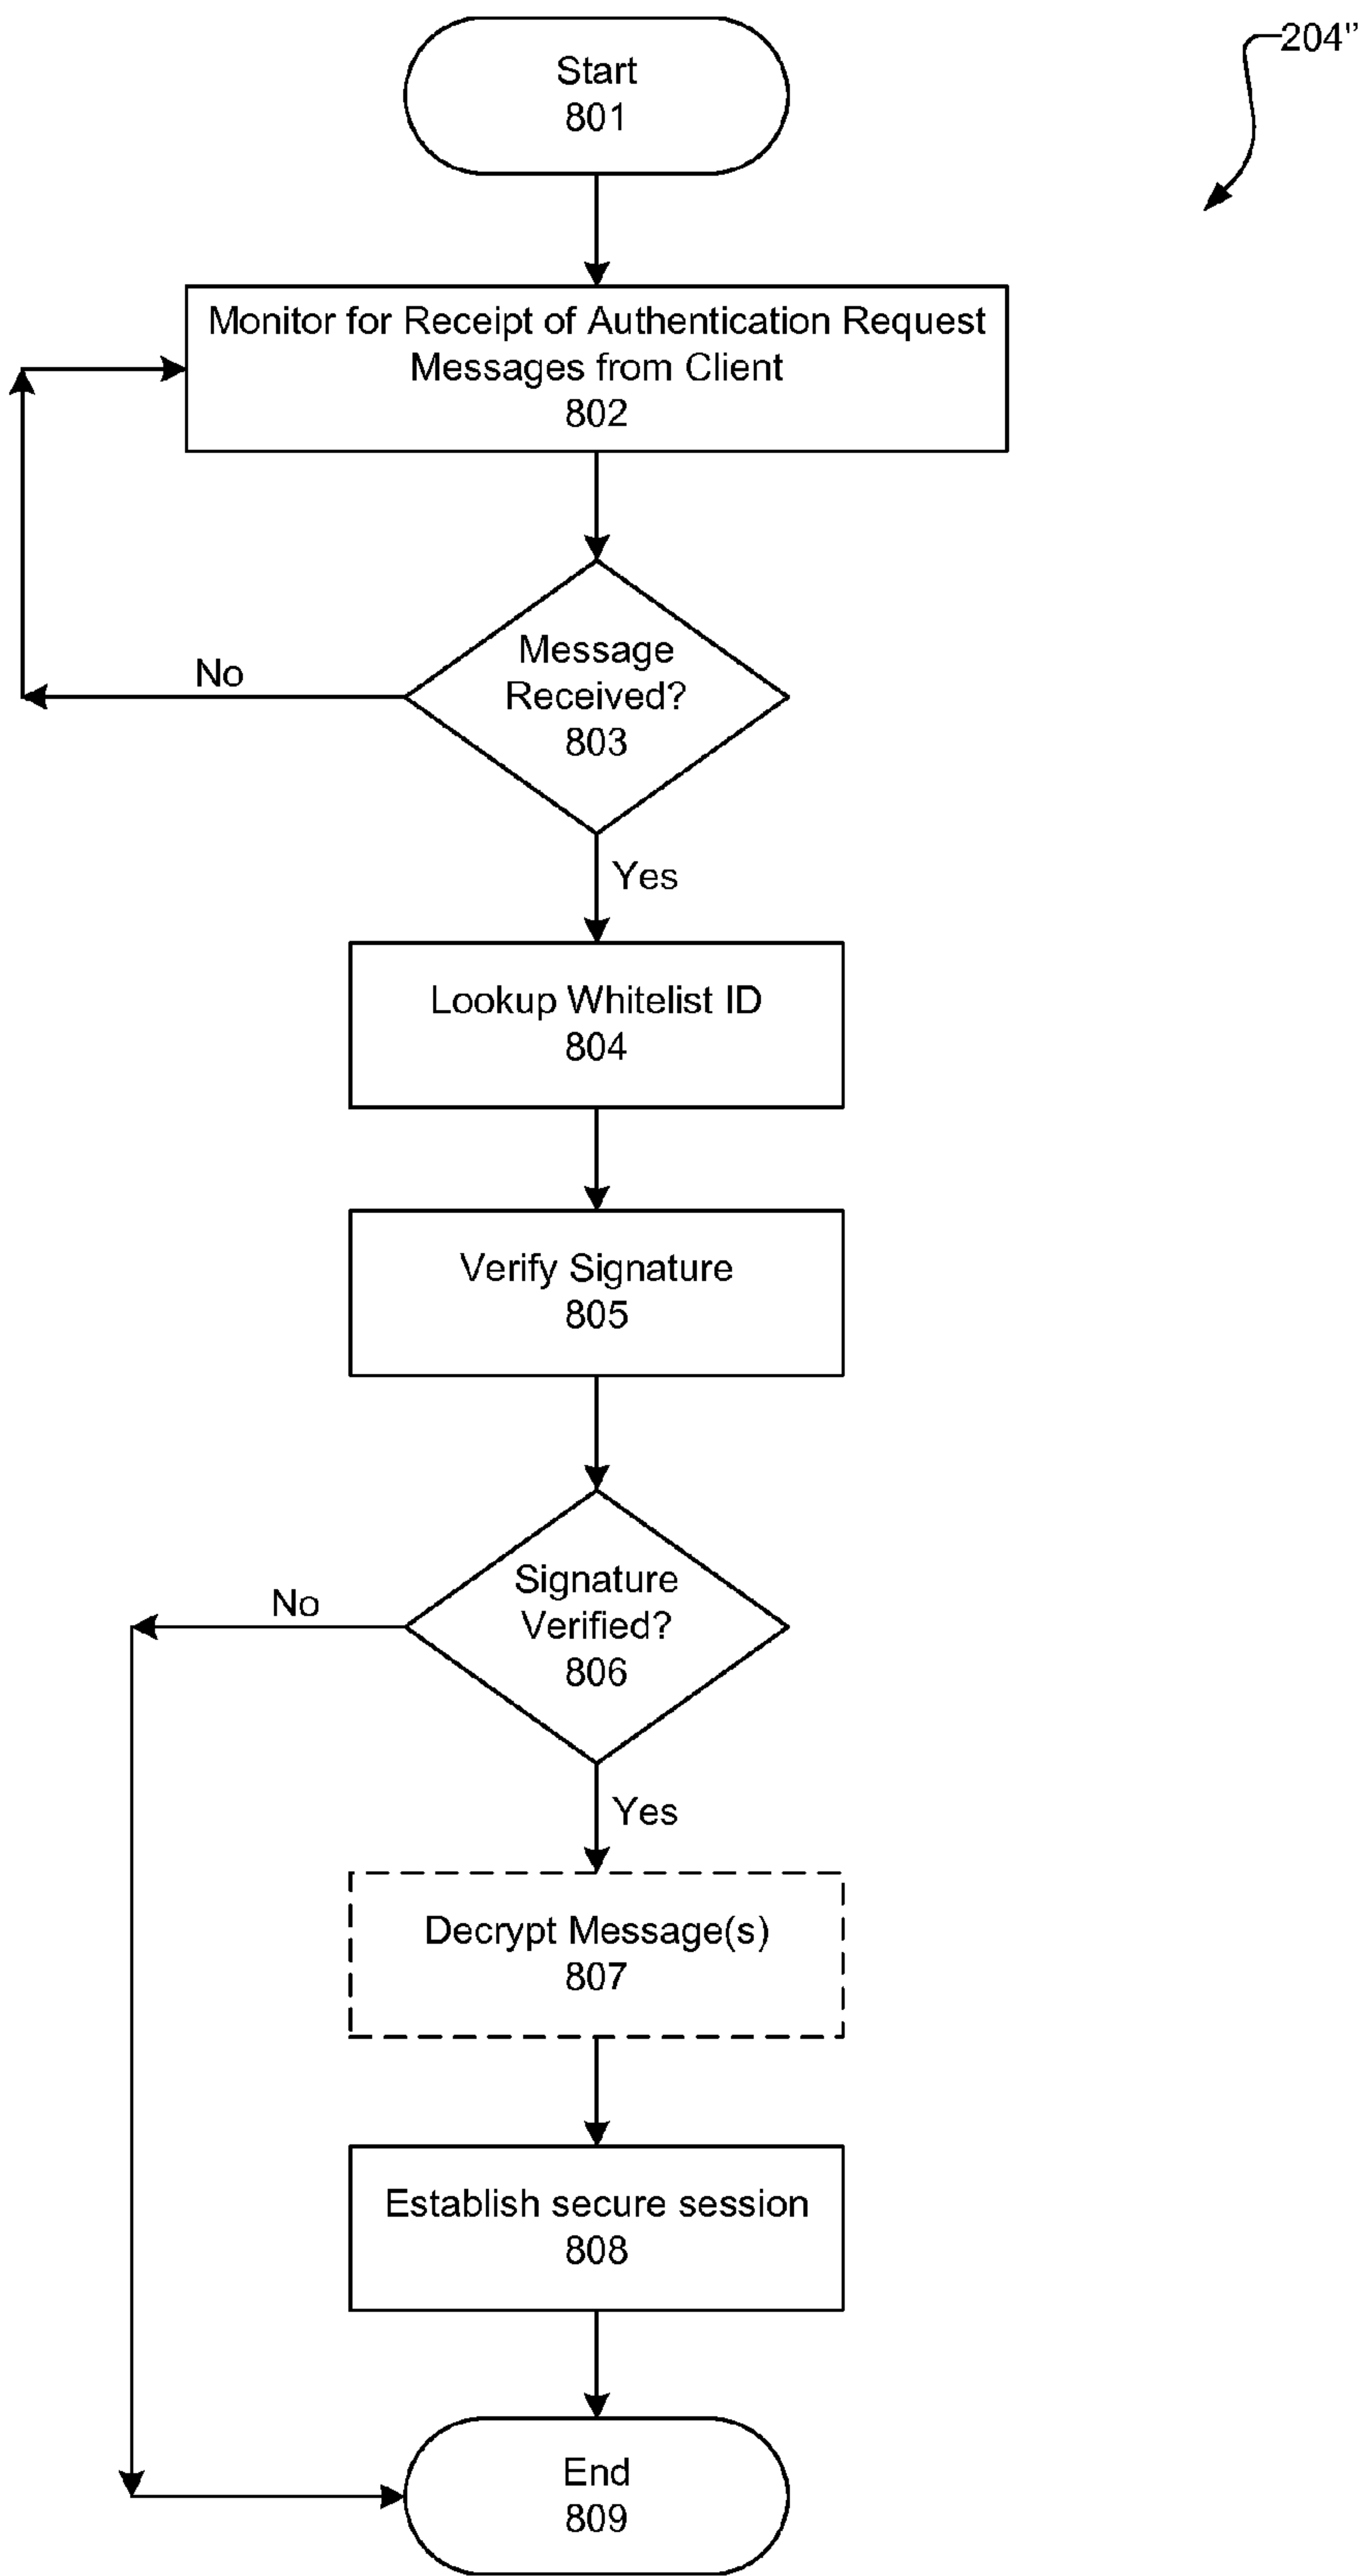 Start
801
204"
Monitor for Receipt of Authentication Request
Messages from Client
802
Message
Received?
803
No
Yes
Lookup Whitelist ID
804
Verify Signature
805
Signature
Verified?
806
No
Yes
Decrypt Message(s)
807
Establish secure session
808
End
809